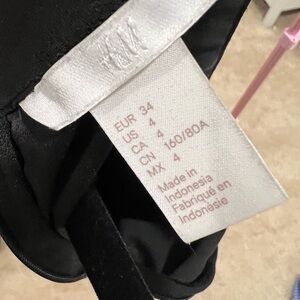 H&M
EUR 34
US 4
CA 4
CN 160/80A
MX 4
Made in
Indonesia
Fabriqué en
Indonésie